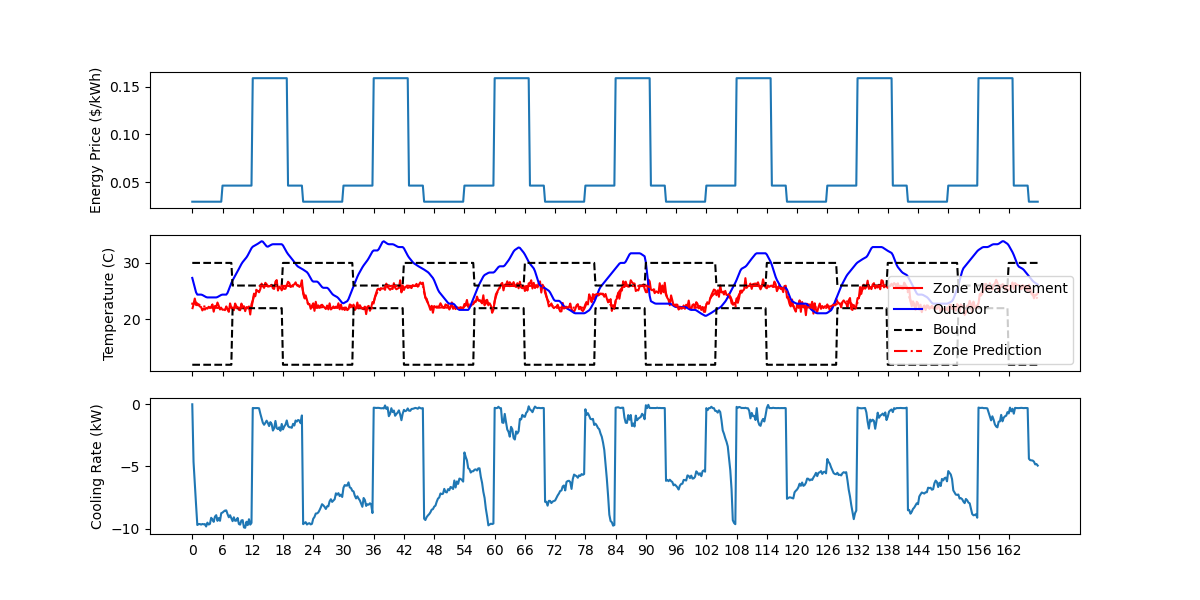 Energy Price ($/kWh)
0.15
0.10
0.05
Temperature (C)
30
20
Zone Measurement
Outdoor
Bound
Zone Prediction
Cooling Rate (kW)
0
−5
−10
0 6 12 18 24 30 36 42 48 54 60 66 72 78 84 90 96 102 108 114 120 126 132 138 144 150 156 162